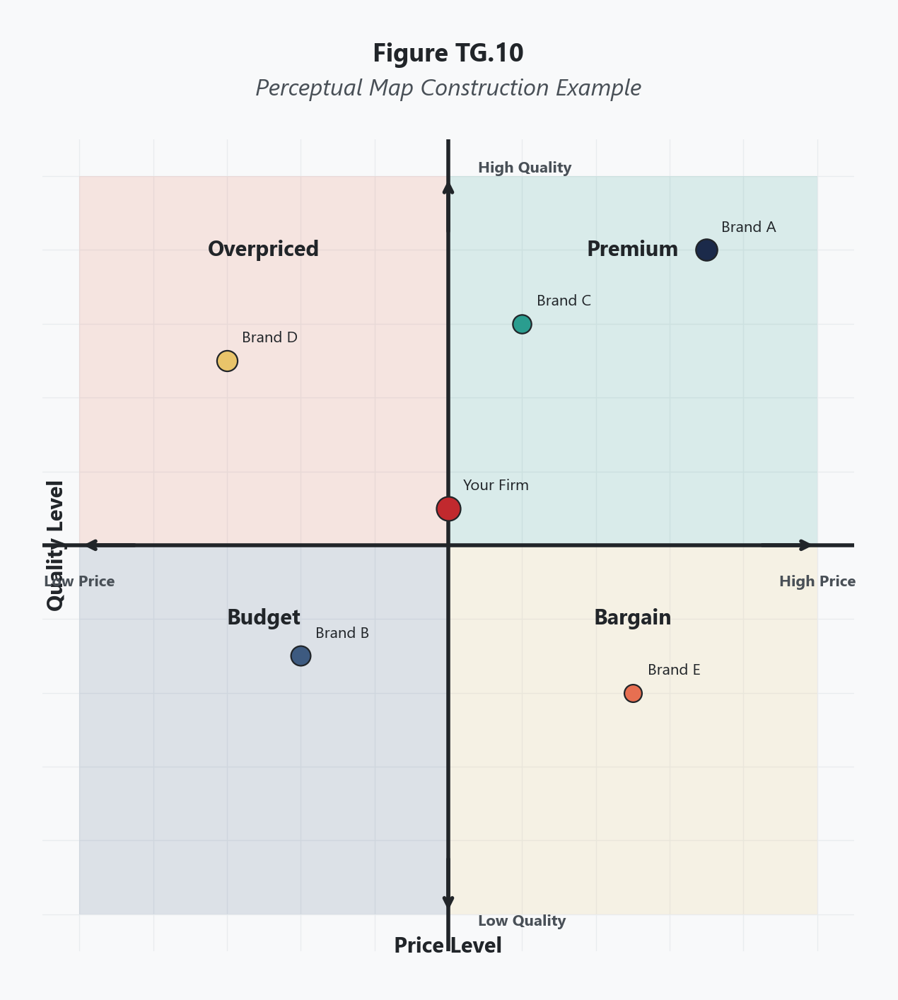 Figure TG.10
Perceptual Map Construction Example
High Quality
Brand A
Overpriced
Premium
Brand C
Brand D
Your Firm
Quality Level
Low Price
High Price
Budget
Bargain
Brand B
Brand E
Low Quality
Price Level